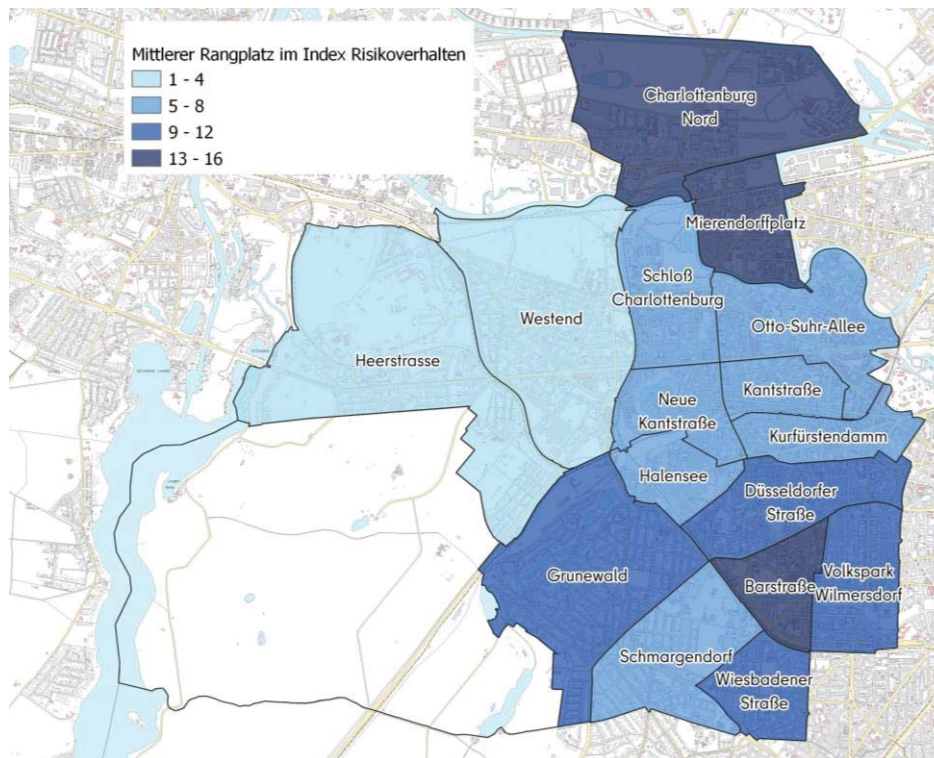 Mittlerer Rangplatz im Index Risikoverhalten
1 - 4
5 - 8
9 - 12
13 - 16
Charlottenburg
Nord
Mierendorffplatz
Schloß
Charlottenburg
Westend
Otto-Suhr-Allee
Heerstrasse
Neue
Kantstraße
Kantstraße
Kurfürstendamm
Halensee
Düsseldorfer
Straße
Grunewald
Barstraße
Volkspark
Wilmersdorf
Schmargendorf
Wiesbadener
Straße